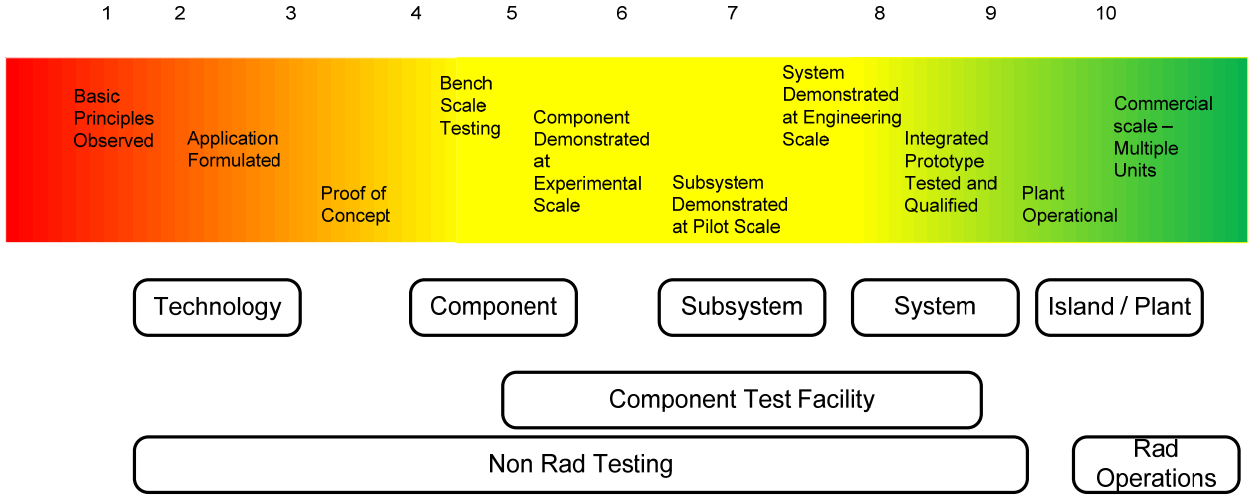 1 2 3 4 5 6 7 8 9 10
Basic
Principles
Observed
Application
Formulated
Proof of
Concept
Bench
Scale
Testing
Component
Demonstrated
at
Experimental
Scale
Subsystem
Demonstrated
at Pilot Scale
System
Demonstrated
at Engineering
Scale
Integrated
Prototype
Tested and
Qualified
Plant
Operational
Commercial
scale –
Multiple
Units
Technology
Component
Subsystem
System
Island / Plant
Component Test Facility
Non Rad Testing
Rad
Operations